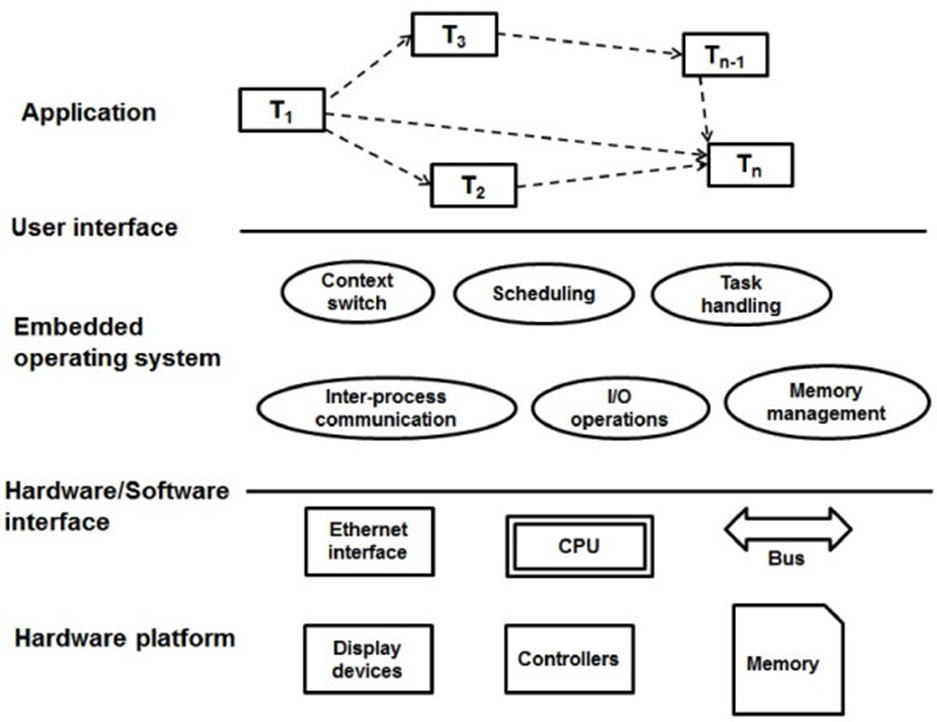 T3
Tn-1
Application
T1
Tn
T2
User interface
Context
switch
Scheduling
Task
handling
Embedded
operating system
Inter-process
communication
I/O
operations
Memory
management
Hardware/Software
interface
Ethernet
interface
CPU
Bus
Hardware platform
Display
devices
Controllers
Memory